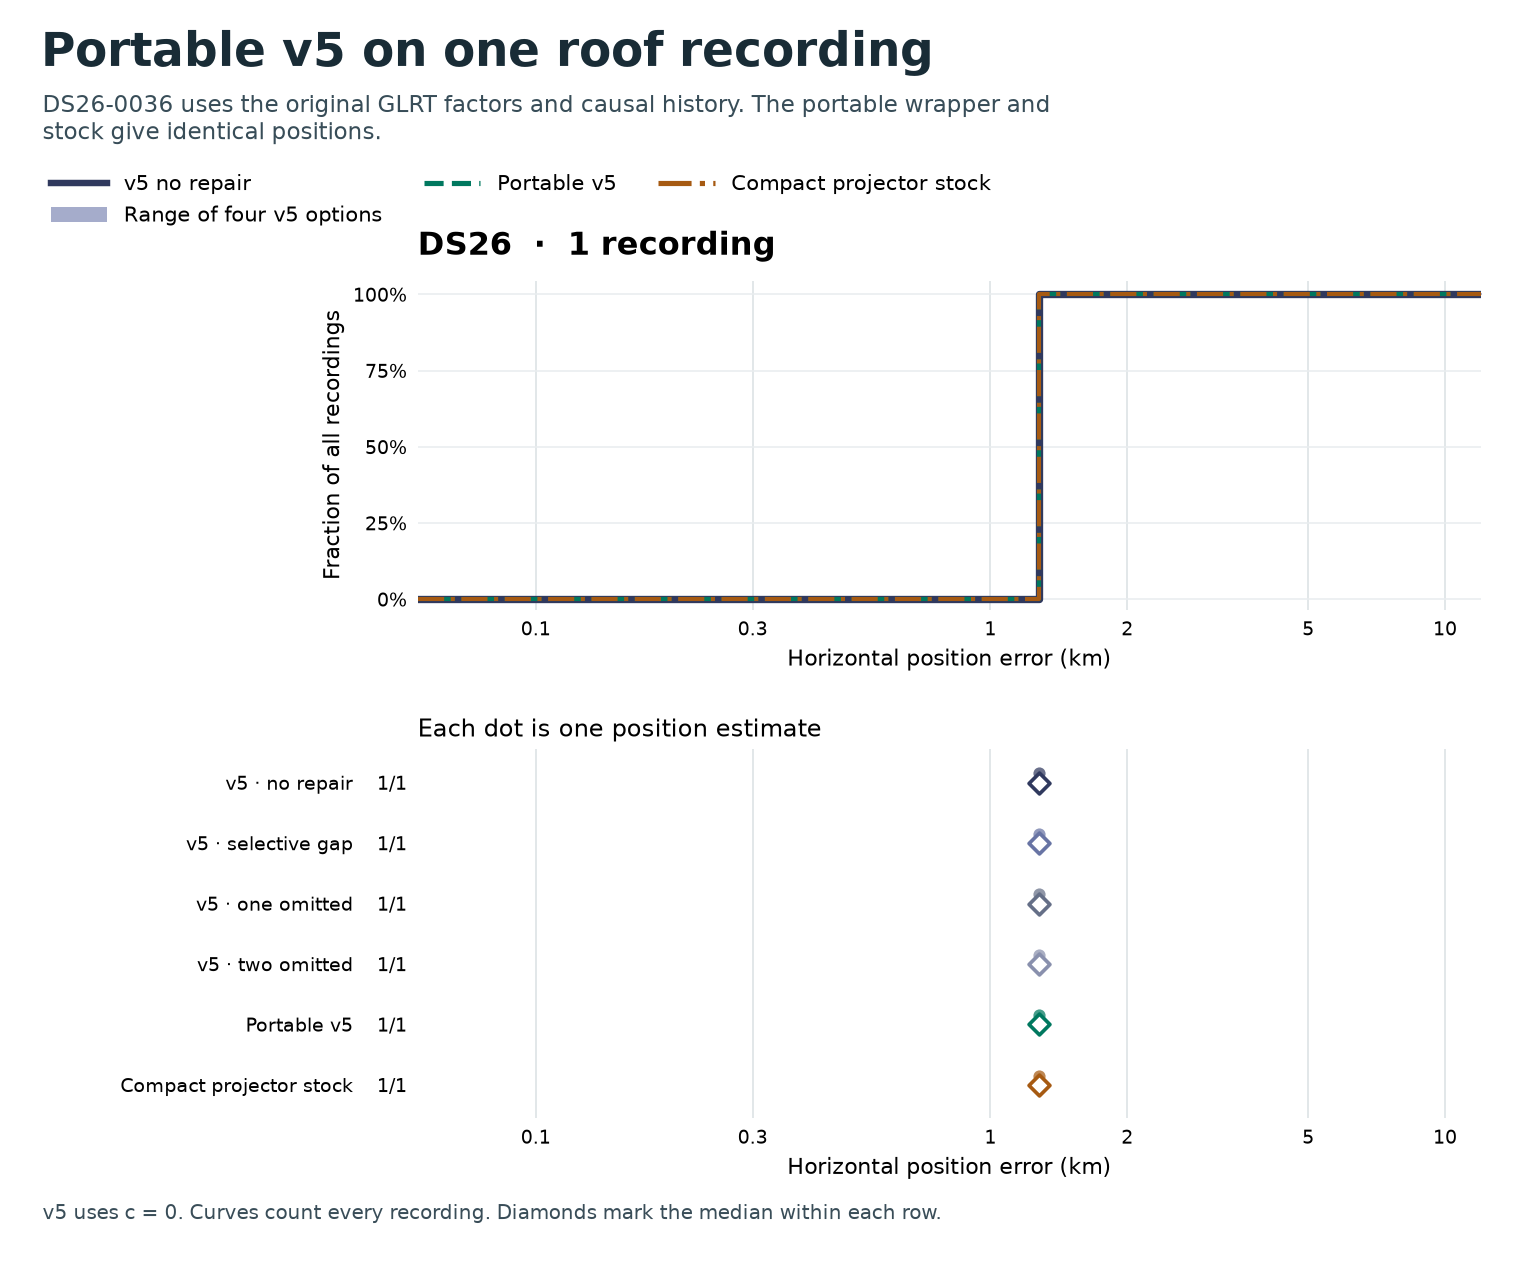 Portable v5 on one roof recording
DS26-0036 uses the original GLRT factors and causal history. The portable wrapper and
stock give identical positions.
v5 no repair
Portable v5
Compact projector stock
Range of four v5 options
DS26 · 1 recording
Fraction of all recordings
100%
75%
50%
25%
0%
0.1 0.3 1 2 5 10
Horizontal position error (km)
Each dot is one position estimate
v5 · no repair 1/1
v5 · selective gap 1/1
v5 · one omitted 1/1
v5 · two omitted 1/1
Portable v5 1/1
Compact projector stock 1/1
0.1 0.3 1 2 5 10
Horizontal position error (km)
v5 uses c = 0. Curves count every recording. Diamonds mark the median within each row.